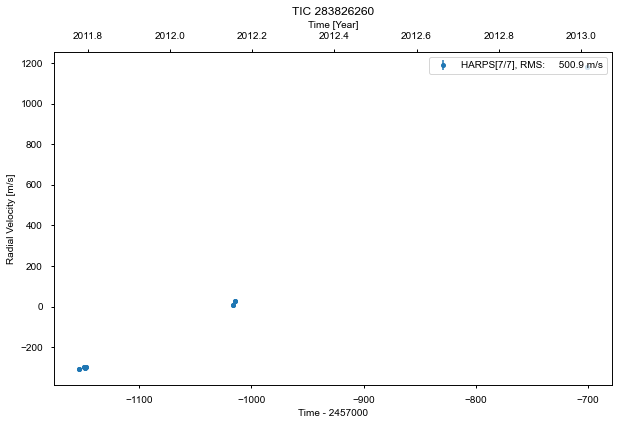 TIC 283826260
Time [Year]
2011.8 2012.0 2012.2 2012.4 2012.6 2012.8 2013.0
HARPS[7/7], RMS: 500.9 m/s
1200
1000
800
600
400
200
0
−200
Radial Velocity [m/s]
−1100 −1000 −900 −800 −700
Time - 2457000